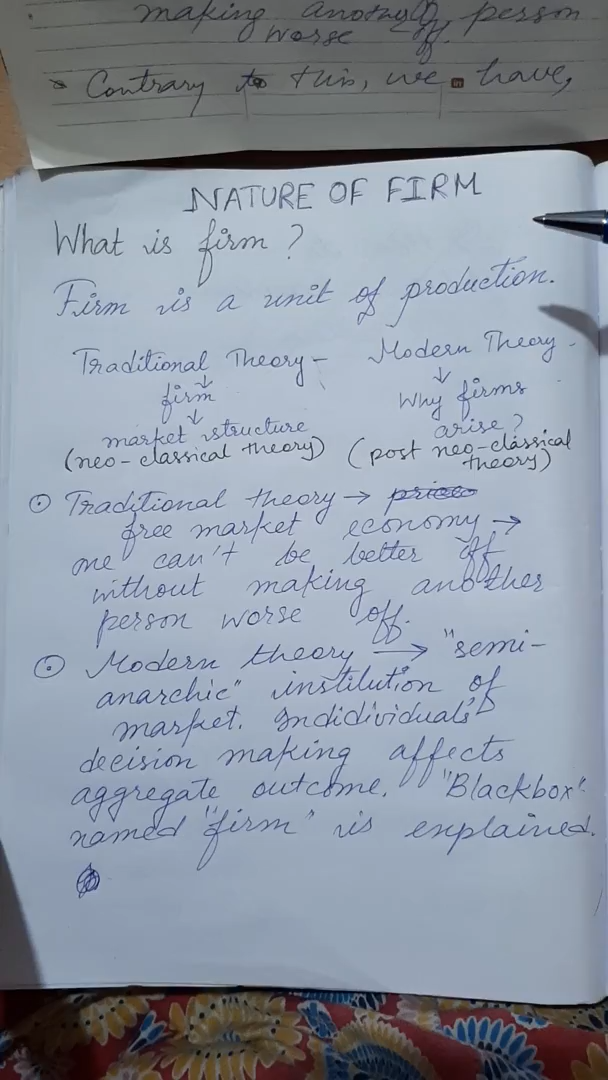 making another person
worse off.
Contrary to this, we have,
NATURE OF FIRM
What is firm ?
Firm is a unit of production.
Traditional Theory – Modern Theory -
↓ ↓
firm Why firms
↓ arise ?
market structure
(neo-classical theory) (post neo-classical theory)
⊙ Traditional theory →
free market economy →
one can't be better off
without making another
person worse off.
⊙ Modern theory → "semi-
anarchic" institution of
market. Indidividual's
decision making affects
aggregate outcome. "Blackbox"
named "firm" is explained.